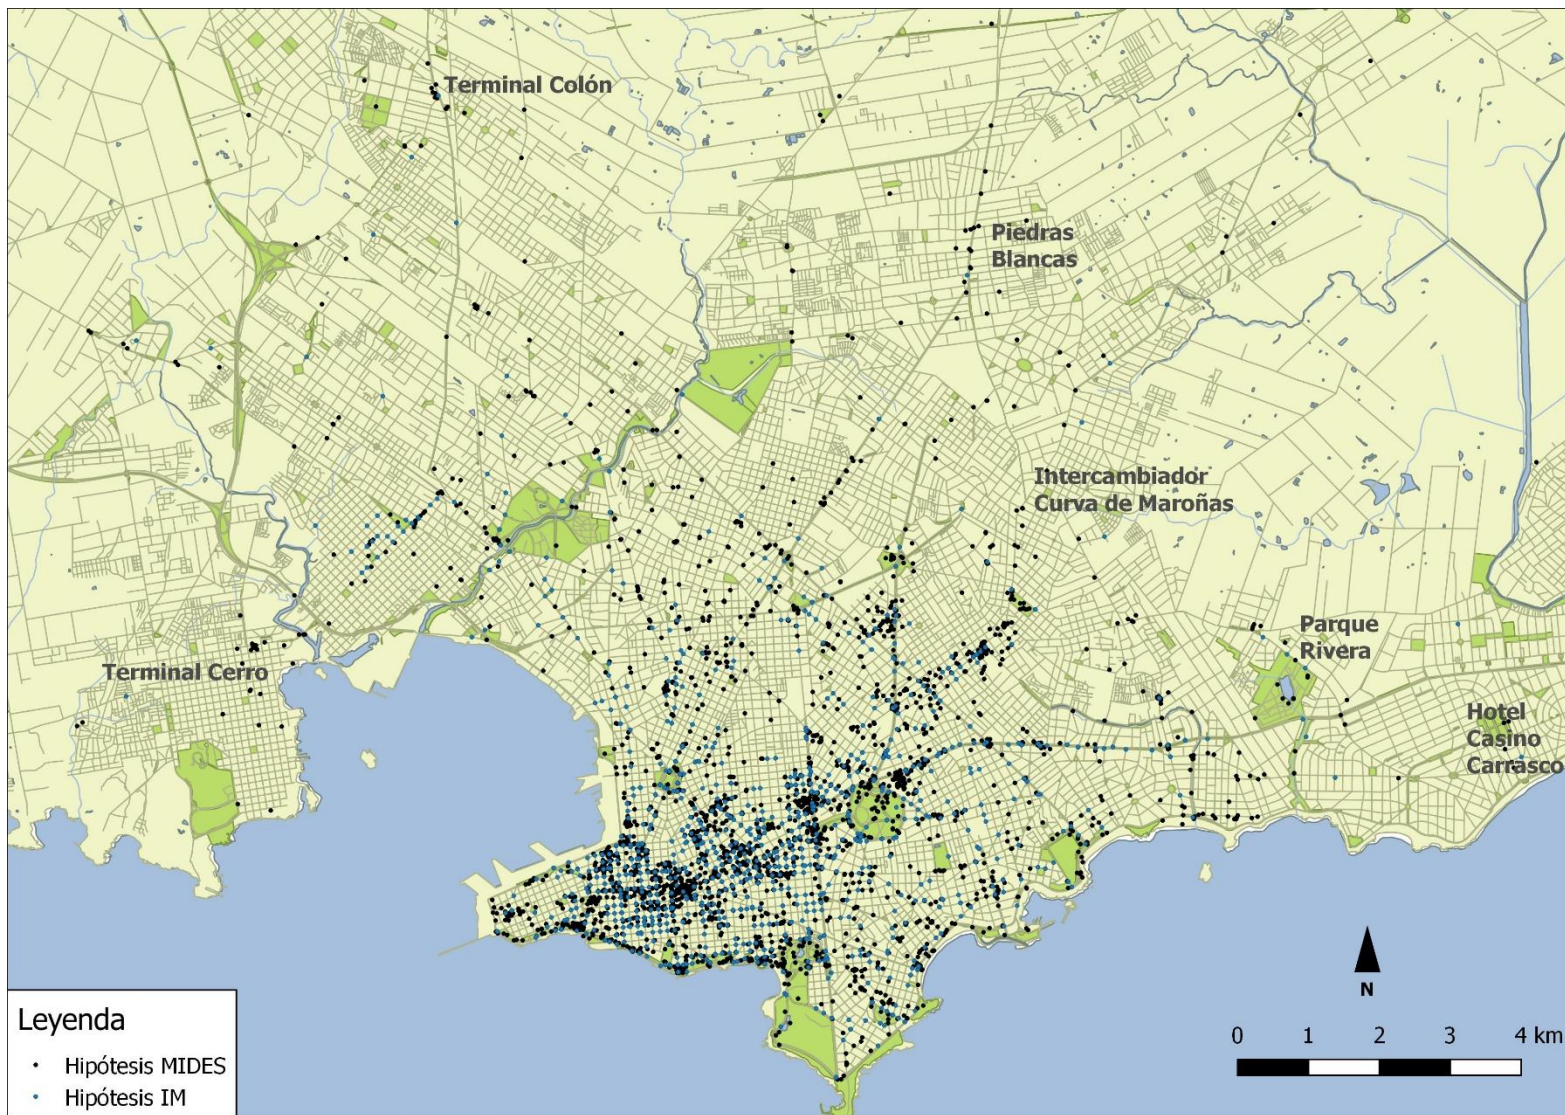 Terminal Colón
Piedras
Blancas
Intercambiador
Curva de Maroñas
Parque
Rivera
Terminal Cerro
Hotel
Casino
Carrasco
N
Leyenda
Hipótesis MIDES
Hipótesis IM
0 1 2 3 4 km